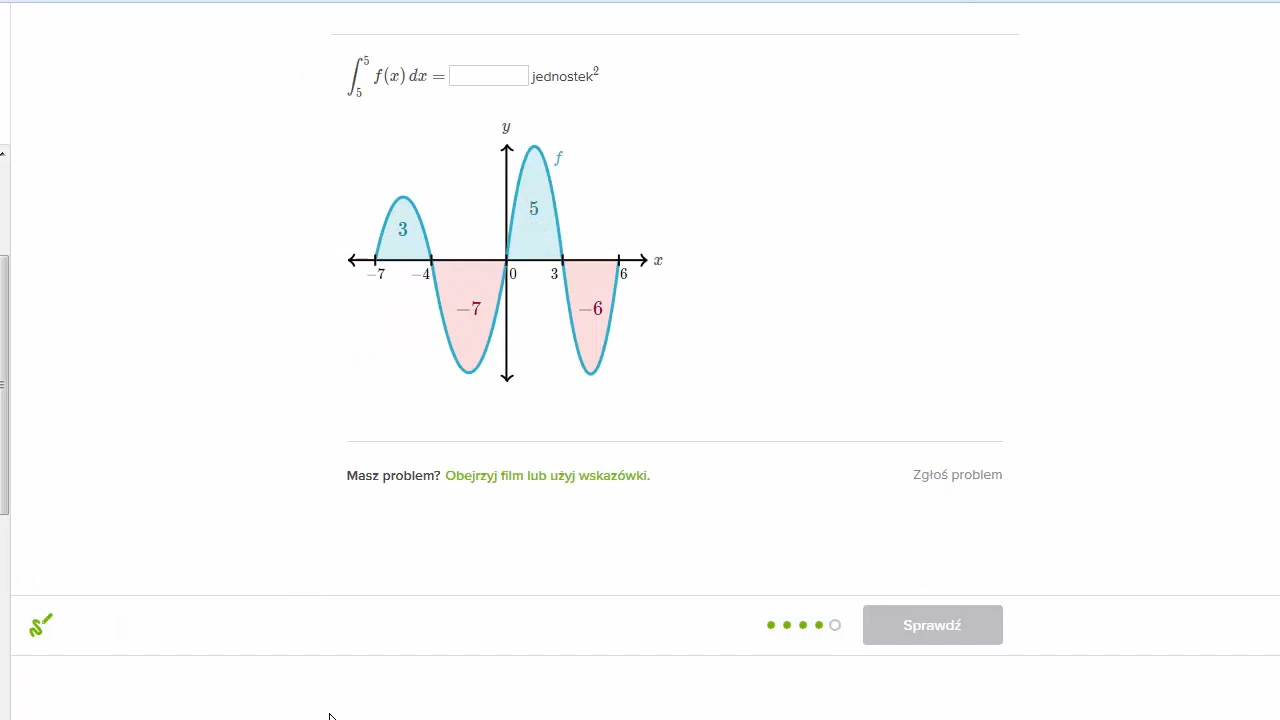 ∫₅⁵ f(x) dx = jednostek²
y
f
5
3
x
−7 −4 0 3 6
−7 −6
Masz problem? Obejrzyj film lub użyj wskazówki. Zgłoś problem
Sprawdź